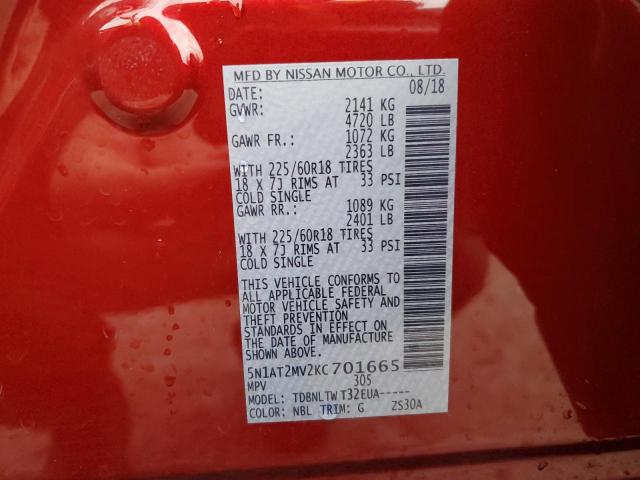 MFD BY NISSAN MOTOR CO., LTD.
DATE: 08/18
GVWR: 2141 KG
4720 LB
GAWR FR.: 1072 KG
2363 LB
WITH 225/60R18 TIRES
18 X 7J RIMS AT 33 PSI
COLD SINGLE
GAWR RR.: 1089 KG
2401 LB
WITH 225/60R18 TIRES
18 X 7J RIMS AT 33 PSI
COLD SINGLE
THIS VEHICLE CONFORMS TO
ALL APPLICABLE FEDERAL
MOTOR VEHICLE SAFETY AND
THEFT PREVENTION
STANDARDS IN EFFECT ON
THE DATE OF MANUFACTURE
SHOWN ABOVE.
5N1AT2MV2KC701665
MPV 305
MODEL: TDBNLTW T32EUA-----
COLOR: NBL TRIM: G ZS30A